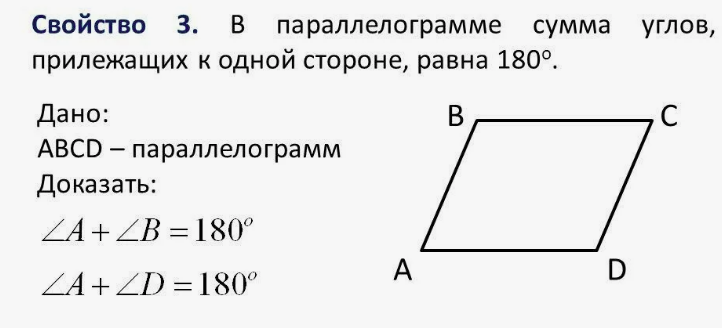 Свойство 3. В параллелограмме сумма углов,
прилежащих к одной стороне, равна 180°.
Дано:
ABCD – параллелограмм
Доказать:
∠A + ∠B = 180°
∠A + ∠D = 180°
B C
A D